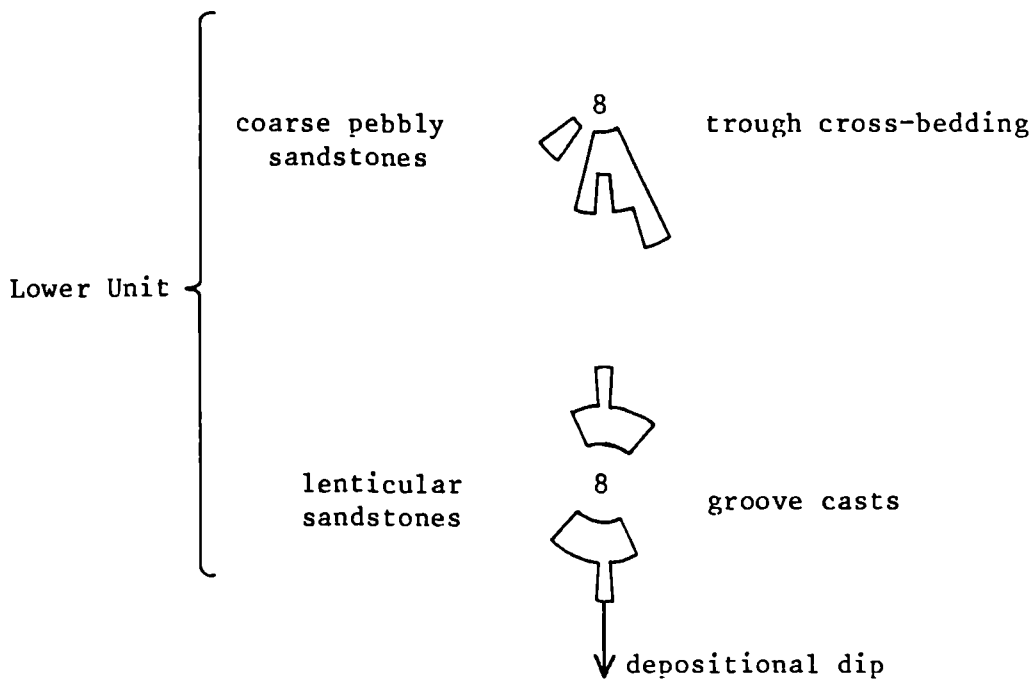 8
coarse pebbly
sandstones
trough cross-bedding
Lower Unit
lenticular
sandstones
8
groove casts
depositional dip